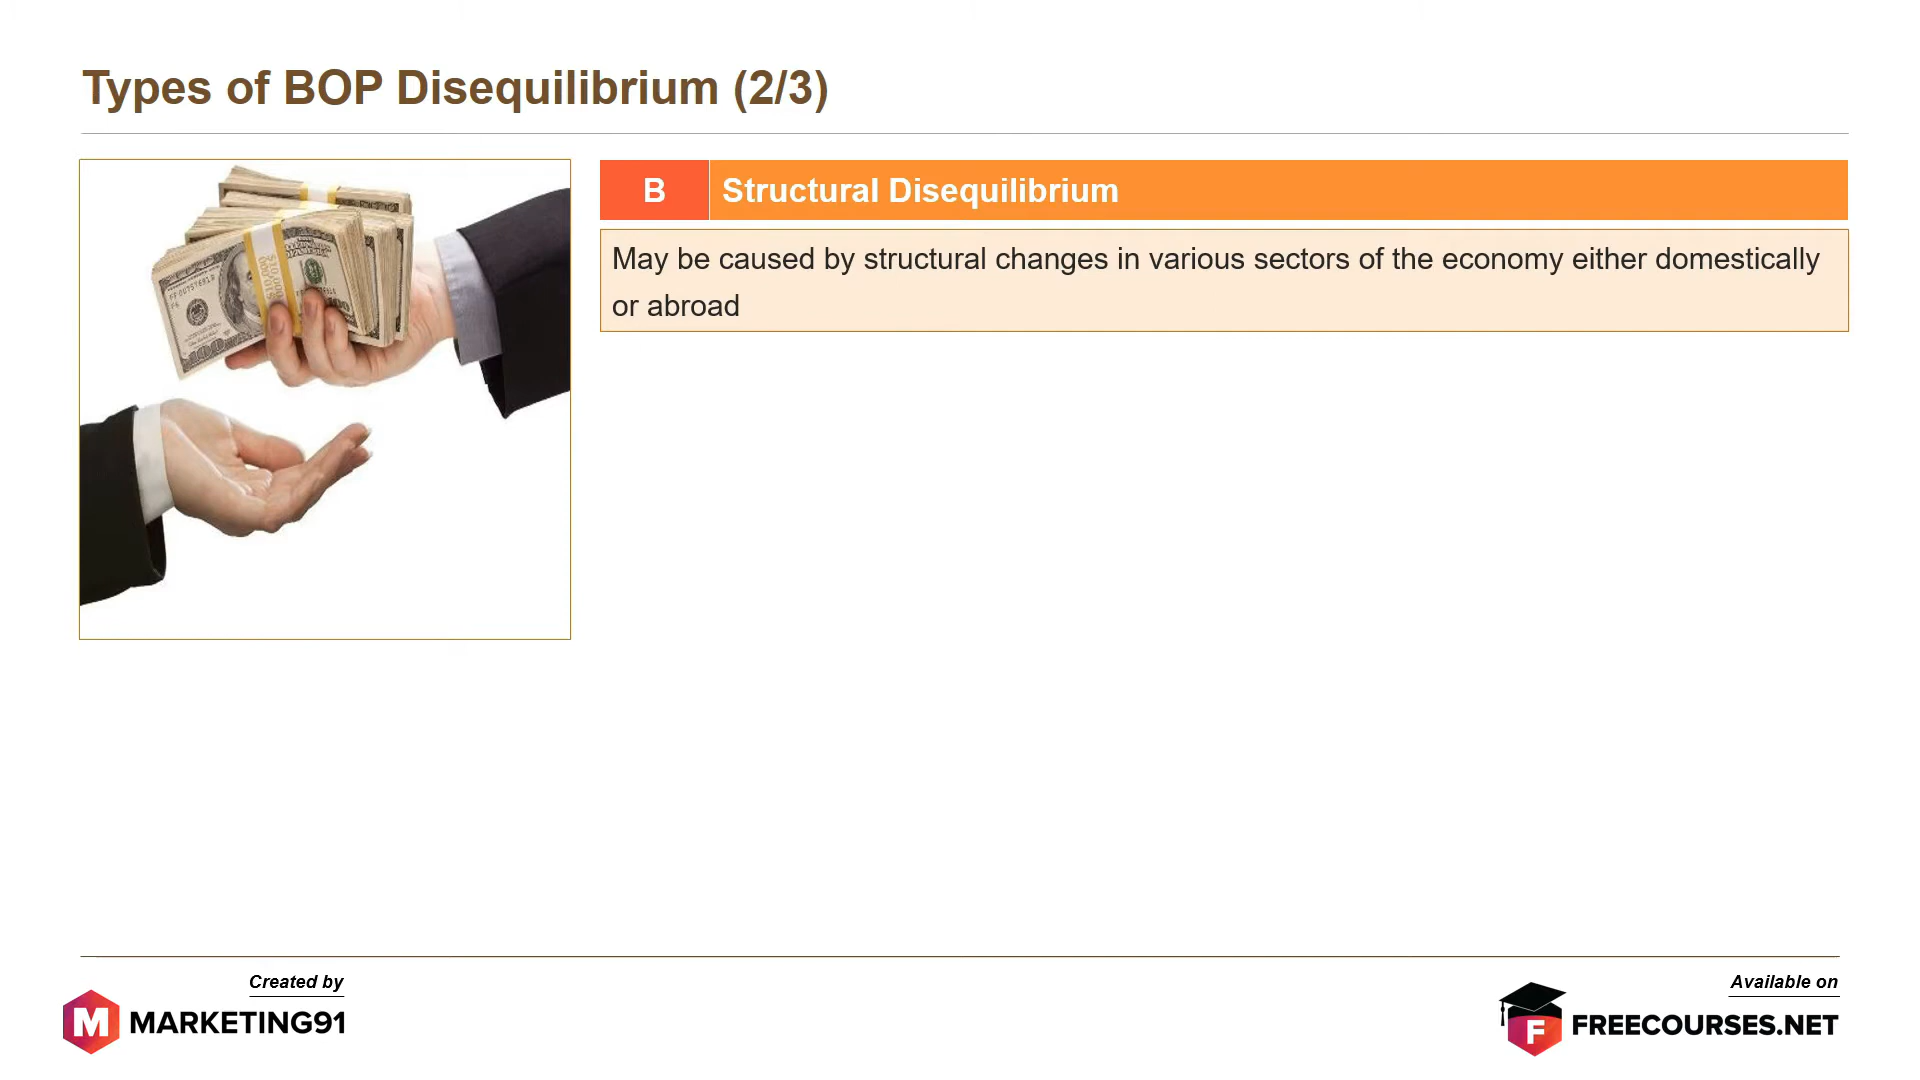 Types of BOP Disequilibrium (2/3)
B Structural Disequilibrium
May be caused by structural changes in various sectors of the economy either domestically
or abroad
Created by
MARKETING91
Available on
F
FREECOURSES.NET